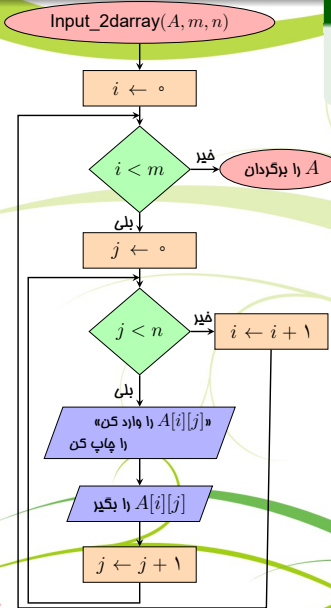 Input_2darray(A, m, n)
i ← ۰
i < m
خیر
A را برگردان
بلی
j ← ۰
j < n
خیر
i ← i + ۱
بلی
«A[i][j] را وارد کن»
را چاپ کن
A[i][j] را بگیر
j ← j + ۱